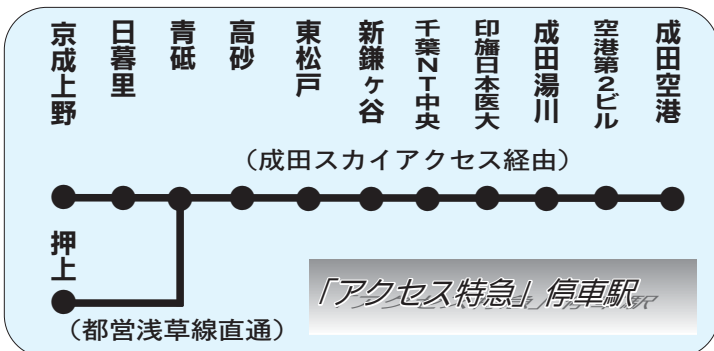 京成上野
日暮里
青砥
高砂
東松戸
新鎌ヶ谷
千葉NT中央
印旛日本医大
成田湯川
空港第2ビル
成田空港
（成田スカイアクセス経由）
押上
（都営浅草線直通）
「アクセス特急」停車駅